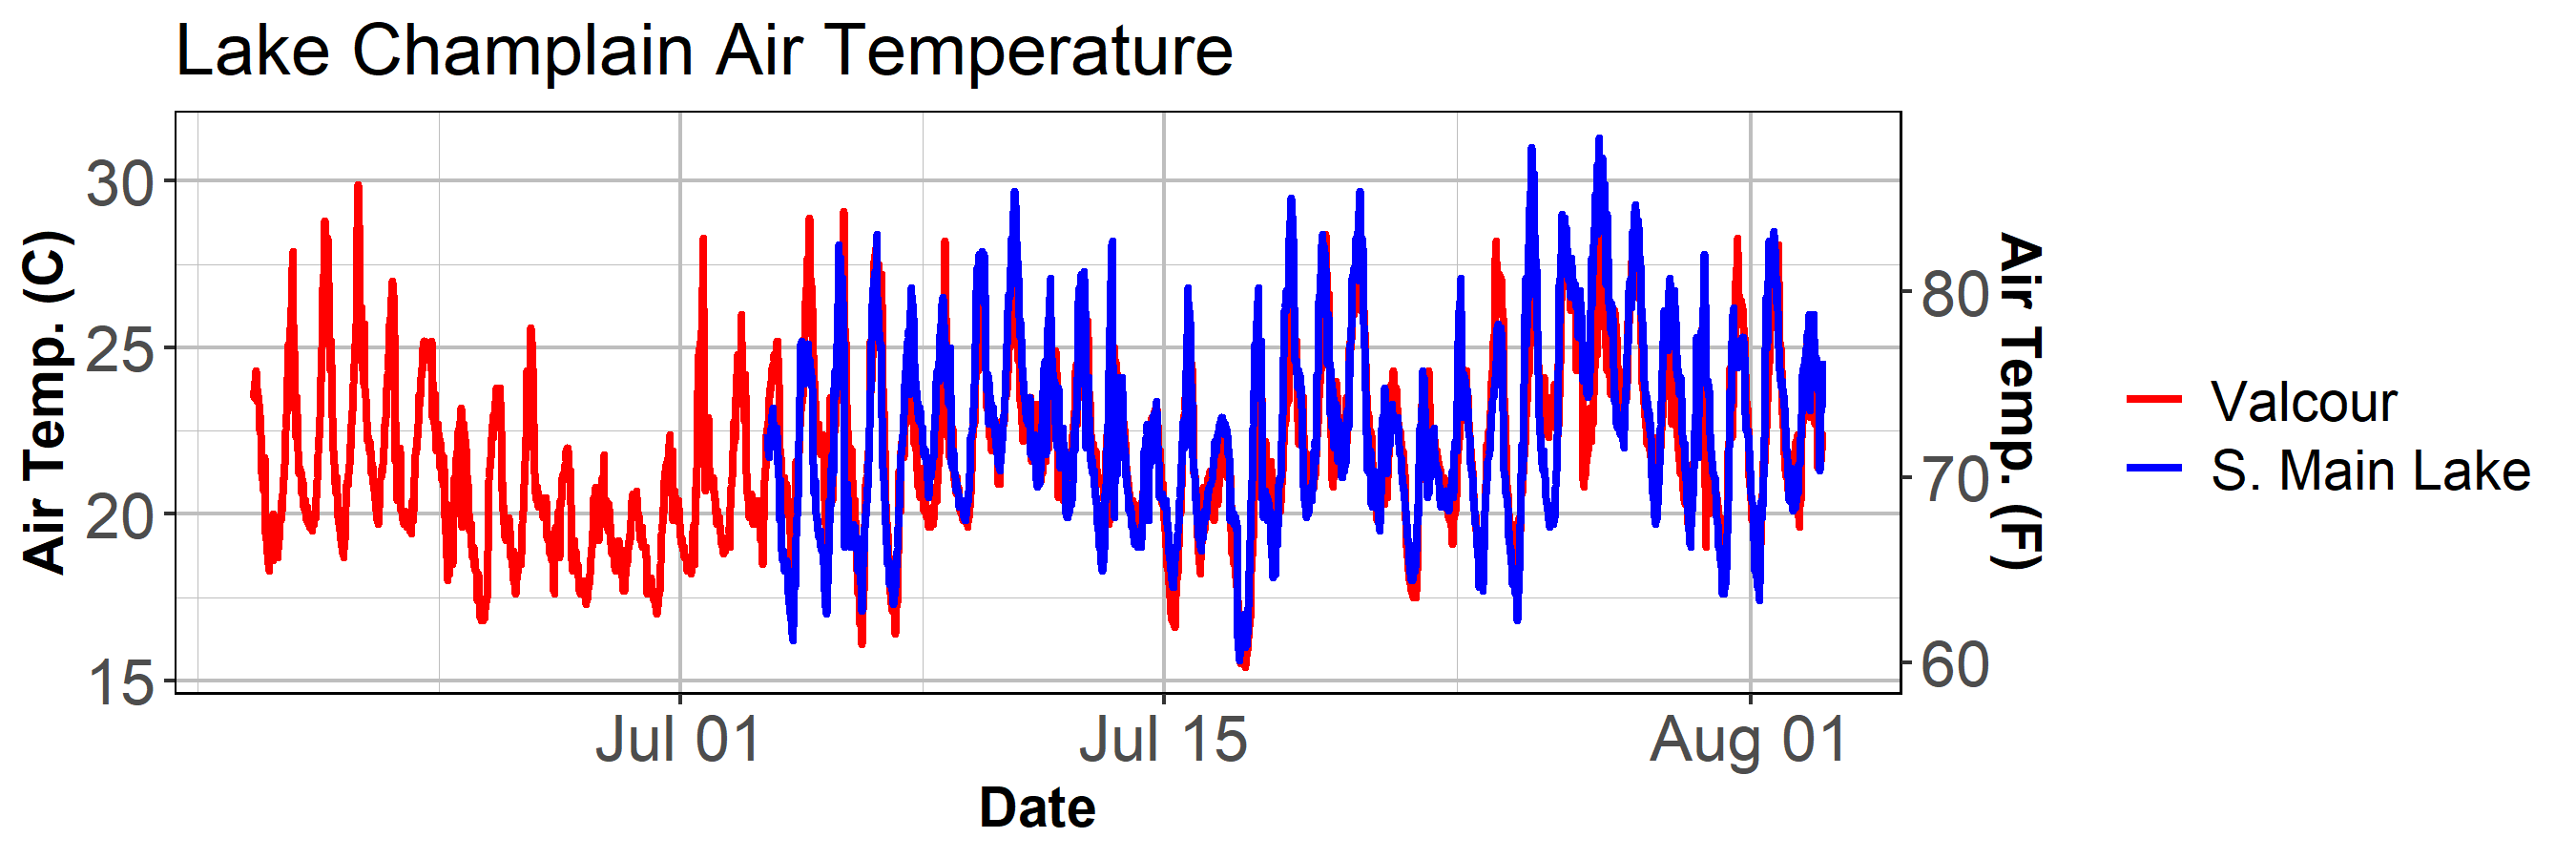 Lake Champlain Air Temperature
Air Temp. (C)
30
25
20
15
Air Temp. (F)
80
70
60
Jul 01
Jul 15
Aug 01
Date
Valcour
S. Main Lake